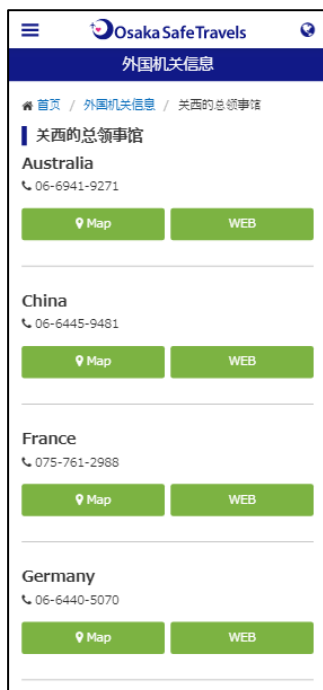 Osaka Safe Travels
外国机关信息
首页 / 外国机关信息 / 关西的总领事馆
关西的总领事馆
Australia
06-6941-9271
Map WEB
China
06-6445-9481
Map WEB
France
075-761-2988
Map WEB
Germany
06-6440-5070
Map WEB